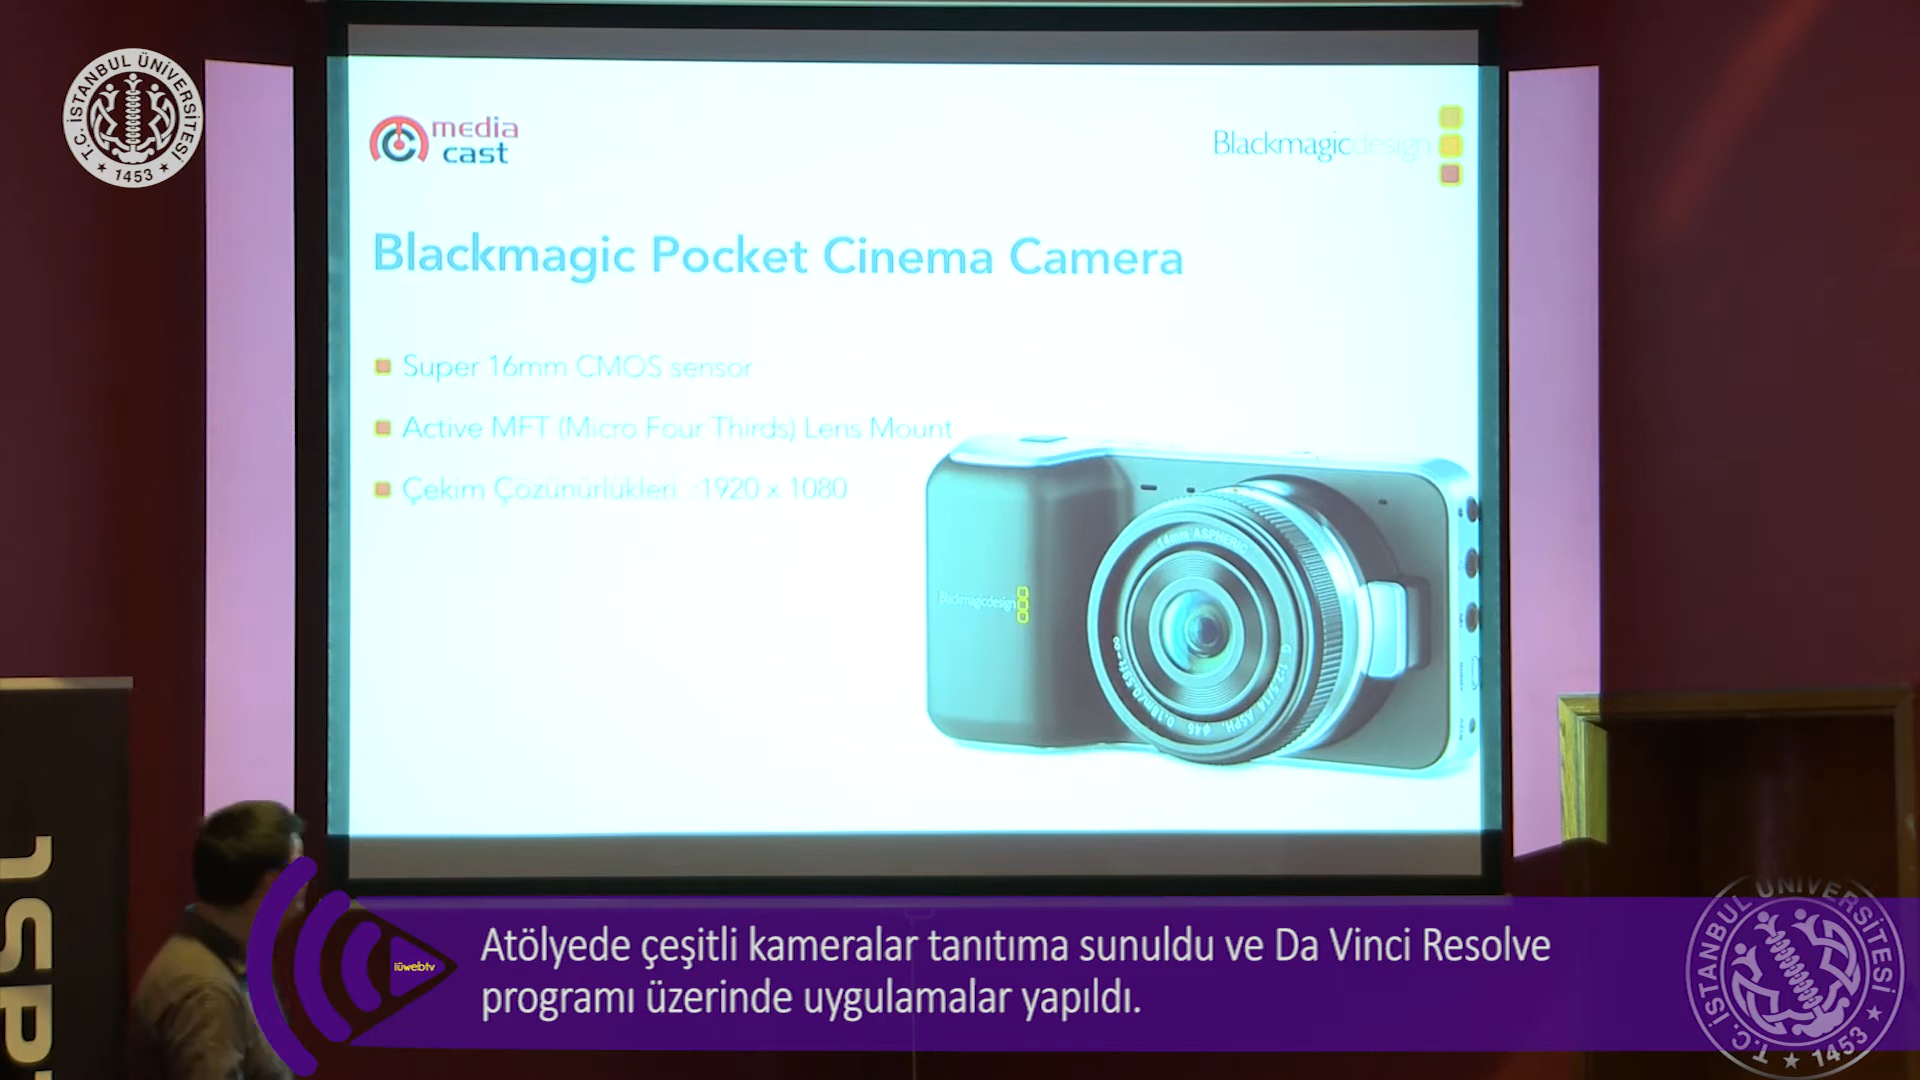 T.C. İSTANBUL ÜNİVERSİTESİ
1453
media
cast
Blackmagicdesign
Blackmagic Pocket Cinema Camera
Super 16mm CMOS sensor
Active MFT (Micro Four Thirds) Lens Mount
Çekim Çözünürlükleri : 1920 x 1080
14mm ASPHERIC
Blackmagicdesign
iüwebtv
Atölyede çeşitli kameralar tanıtıma sunuldu ve Da Vinci Resolve
programı üzerinde uygulamalar yapıldı.
T.C. İSTANBUL ÜNİVERSİTESİ
1453